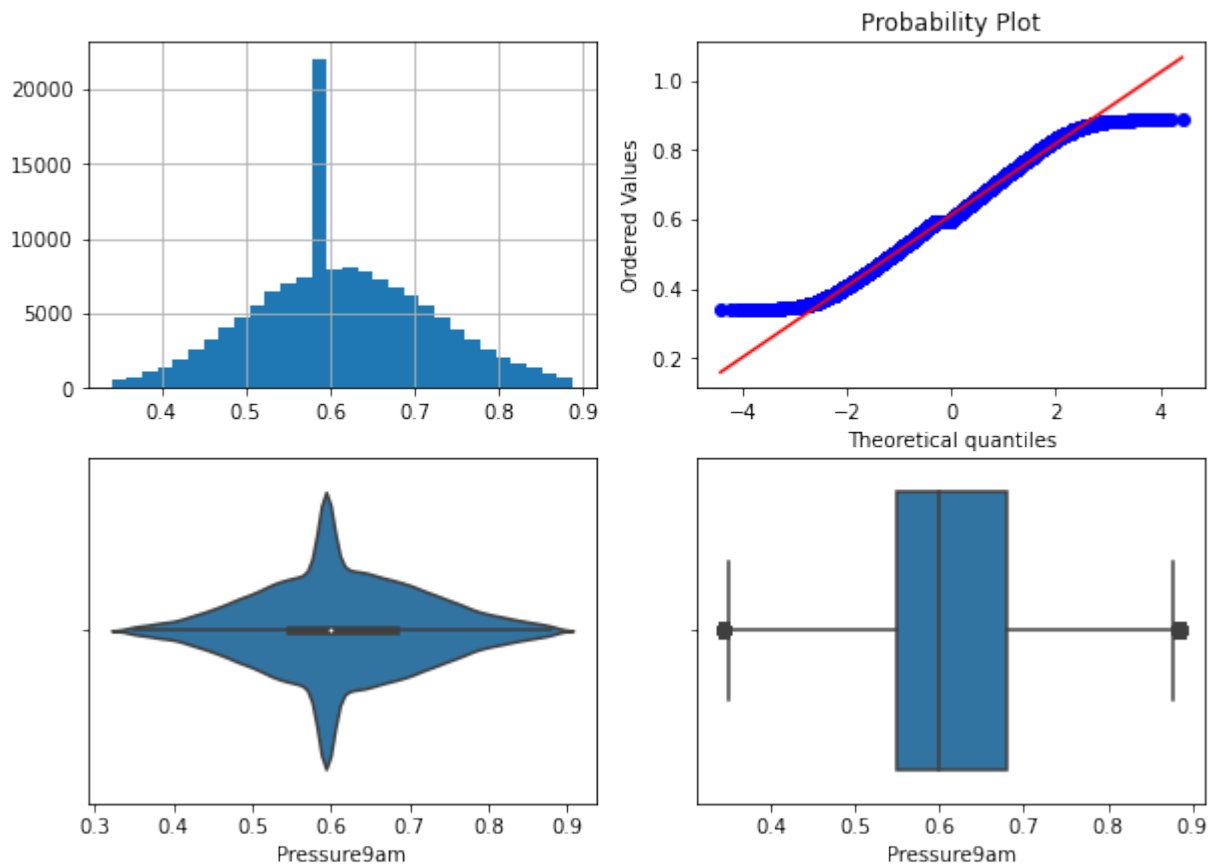 Probability Plot
20000
15000
10000
5000
0
0.4 0.5 0.6 0.7 0.8 0.9
Ordered Values
1.0
0.8
0.6
0.4
0.2
−4 −2 0 2 4
Theoretical quantiles
0.3 0.4 0.5 0.6 0.7 0.8 0.9
Pressure9am
0.4 0.5 0.6 0.7 0.8 0.9
Pressure9am